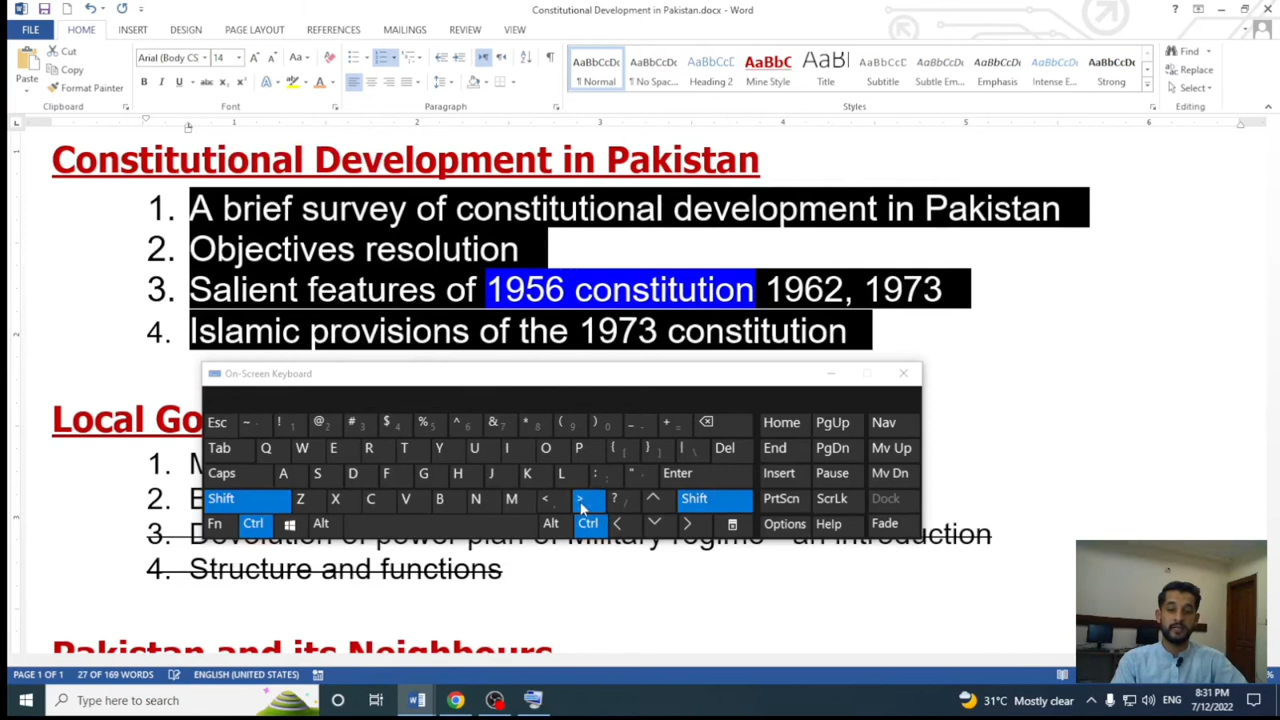 Constitutional Development in Pakistan.docx - Word
FILE HOME INSERT DESIGN PAGE LAYOUT REFERENCES MAILINGS REVIEW VIEW
Paste
Cut
Copy
Format Painter
Clipboard
Arial (Body CS) 14
Font
Paragraph
AaBbCcDc AaBbCcDc AaBbCcDc AaBbC AaBl AaBbCcDc AaBbCcDc AaBbCcDc AaBbCcDc
¶ Normal ¶ No Spac... Heading 2 Mine Style Title Subtitle Subtle Em... Emphasis Intense E... Strong
Styles
Find
Replace
Select
Editing
1 2 3 4 5 6
Constitutional Development in Pakistan
1. A brief survey of constitutional development in Pakistan
2. Objectives resolution
3. Salient features of 1956 constitution 1962, 1973
4. Islamic provisions of the 1973 constitution
On-Screen Keyboard
Local Go
1. M
2. E
3. Devolution of power plan of Military regime - an introduction
4. Structure and functions
Esc ~ ! 1 @ 2 # 3 $ 4 % 5 ^ 6 & 7 * 8 ( 9 ) 0 _ - + = Home PgUp Nav
Tab Q W E R T Y U I O P { [ } ] | \ Del End PgDn Mv Up
Caps A S D F G H J K L : ; " ' Enter Insert Pause Mv Dn
Shift Z X C V B N M < , > . ? / Shift PrtScn ScrLk Dock
Fn Ctrl Alt Alt Ctrl Options Help Fade
Pakistan and its Neighbours
PAGE 1 OF 1 27 OF 169 WORDS ENGLISH (UNITED STATES)
Type here to search
31°C Mostly clear
ENG
8:31 PM
7/12/2022